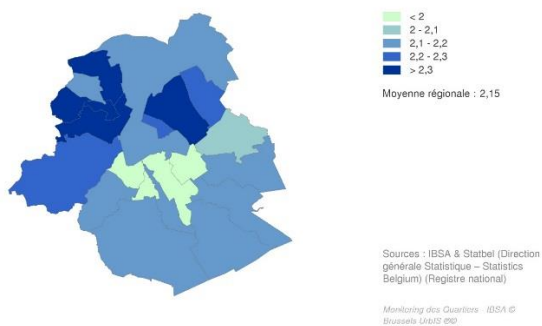 < 2
2 - 2,1
2,1 - 2,2
2,2 - 2,3
> 2,3
Moyenne régionale : 2,15
Sources : IBSA & Statbel (Direction
générale Statistique – Statistics
Belgium) (Registre national)
Monitoring des Quartiers - IBSA ©
Brussels UrbIS ®©